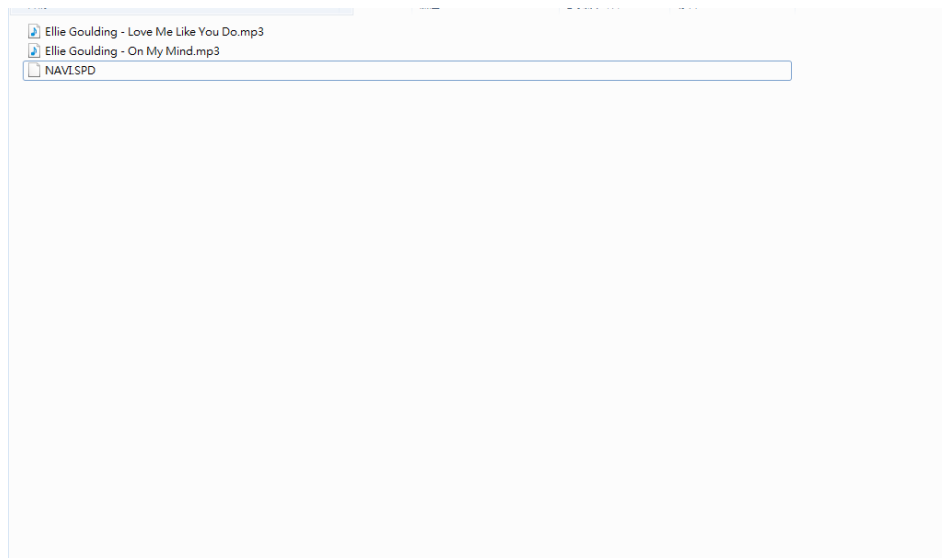 Ellie Goulding - Love Me Like You Do.mp3
Ellie Goulding - On My Mind.mp3
NAVI.SPD